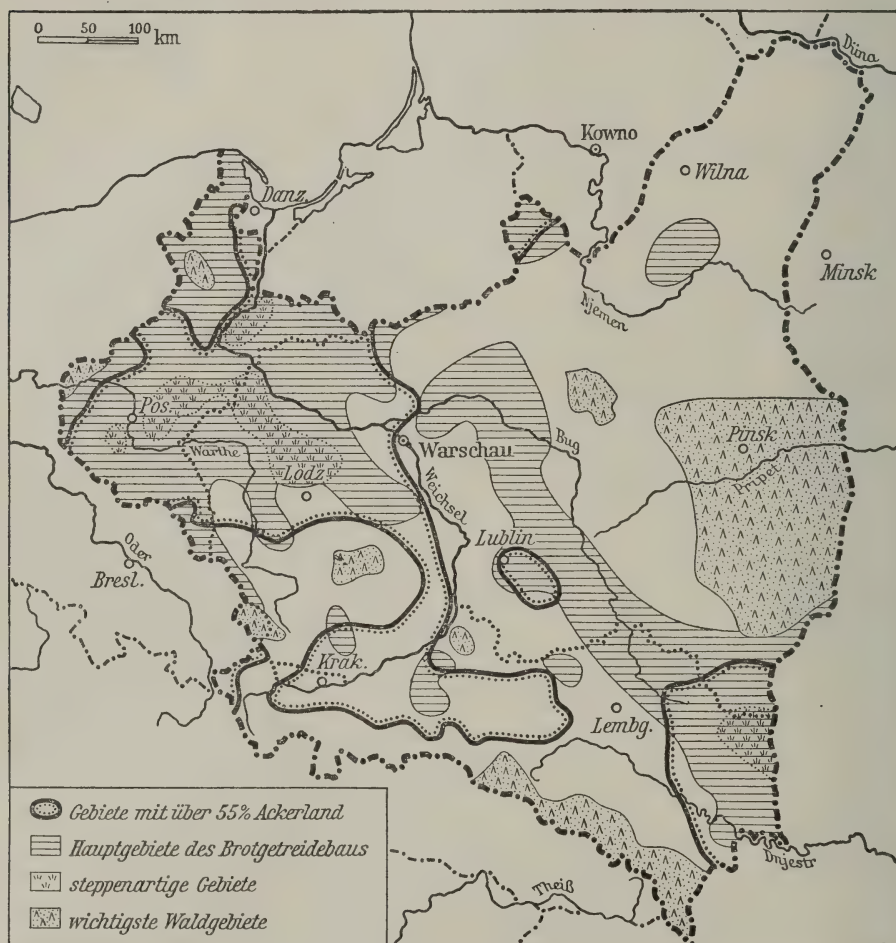 0 50 100 km
Düna
Kowno
Wilna
Danz.
Minsk
Njemen
Pos.
Warthe
Warschau
Bug
Pinsk
Pripet
Lodz
Weichsel
Lublin
Oder
Bresl.
Krak.
Lembg.
Dnjestr
Theiß
Gebiete mit über 55% Ackerland
Hauptgebiete des Brotgetreidebaus
steppenartige Gebiete
wichtigste Waldgebiete